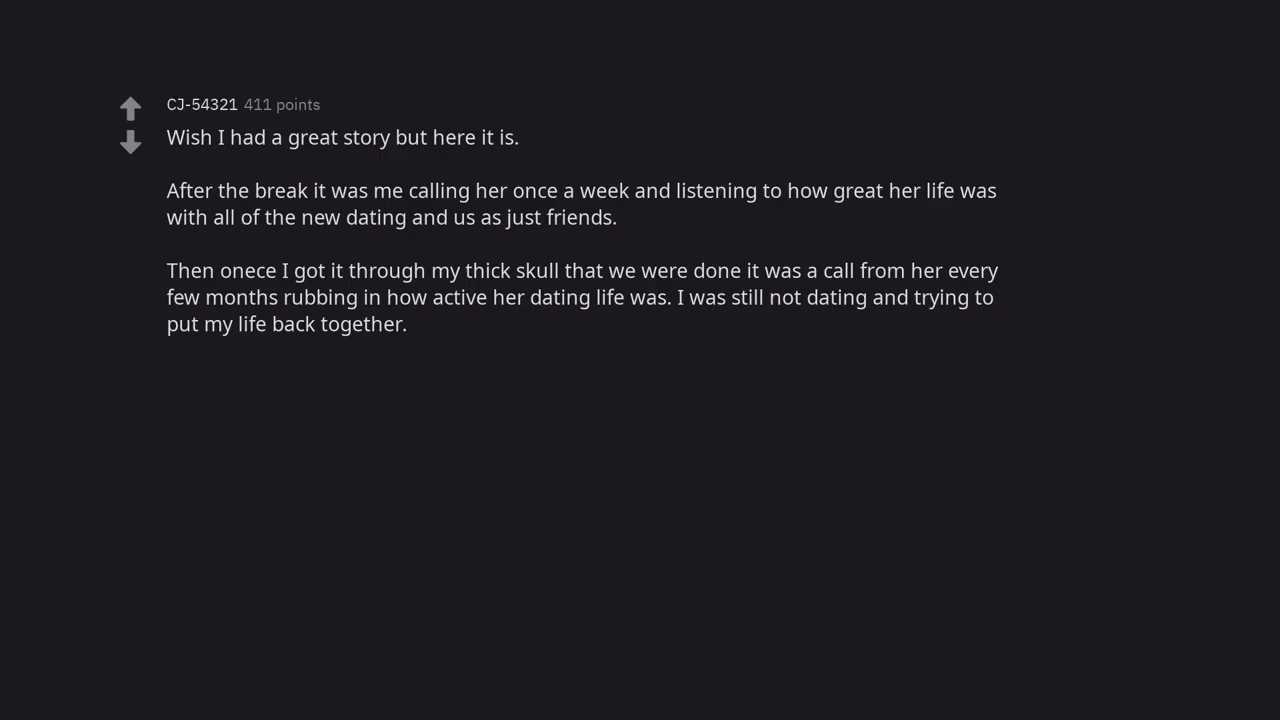 CJ-54321 411 points
Wish I had a great story but here it is.
After the break it was me calling her once a week and listening to how great her life was
with all of the new dating and us as just friends.
Then onece I got it through my thick skull that we were done it was a call from her every
few months rubbing in how active her dating life was. I was still not dating and trying to
put my life back together.